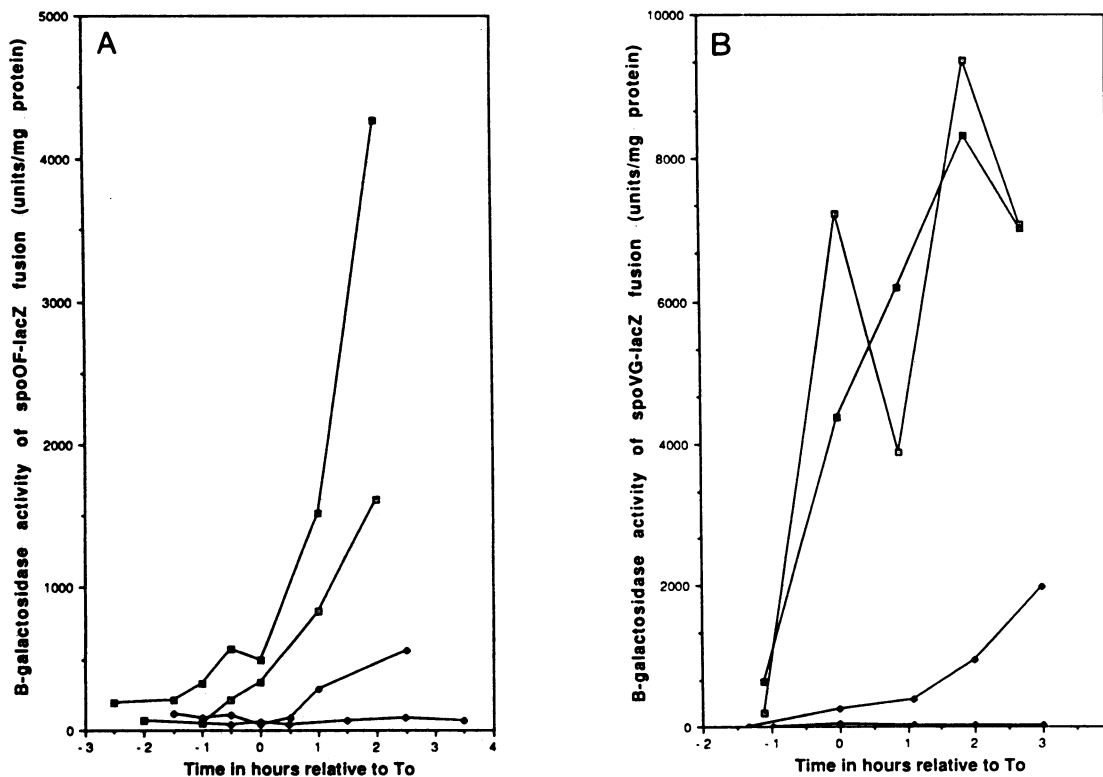 A
B-galactosidase activity of spoOF-lacZ fusion (units/mg protein)
5000
4000
3000
2000
1000
0
-3 -2 -1 0 1 2 3 4
Time in hours relative to To
B
B-galactosidase activity of spoVG-lacZ fusion (units/mg protein)
10000
8000
6000
4000
2000
0
-2 -1 0 1 2 3
Time in hours relative to To